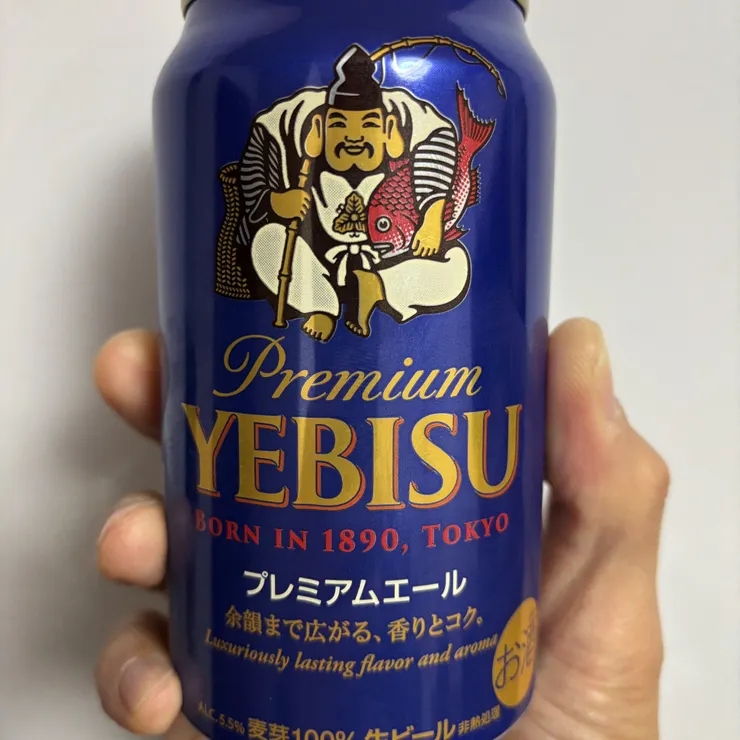 Premium
YEBISU
BORN IN 1890, TOKYO
プレミアムエール
余韻まで広がる、香りとコク。
Luxuriously lasting flavor and aroma
お酒
ALC.5.5% 麦芽100% 生ビール 非熱処理